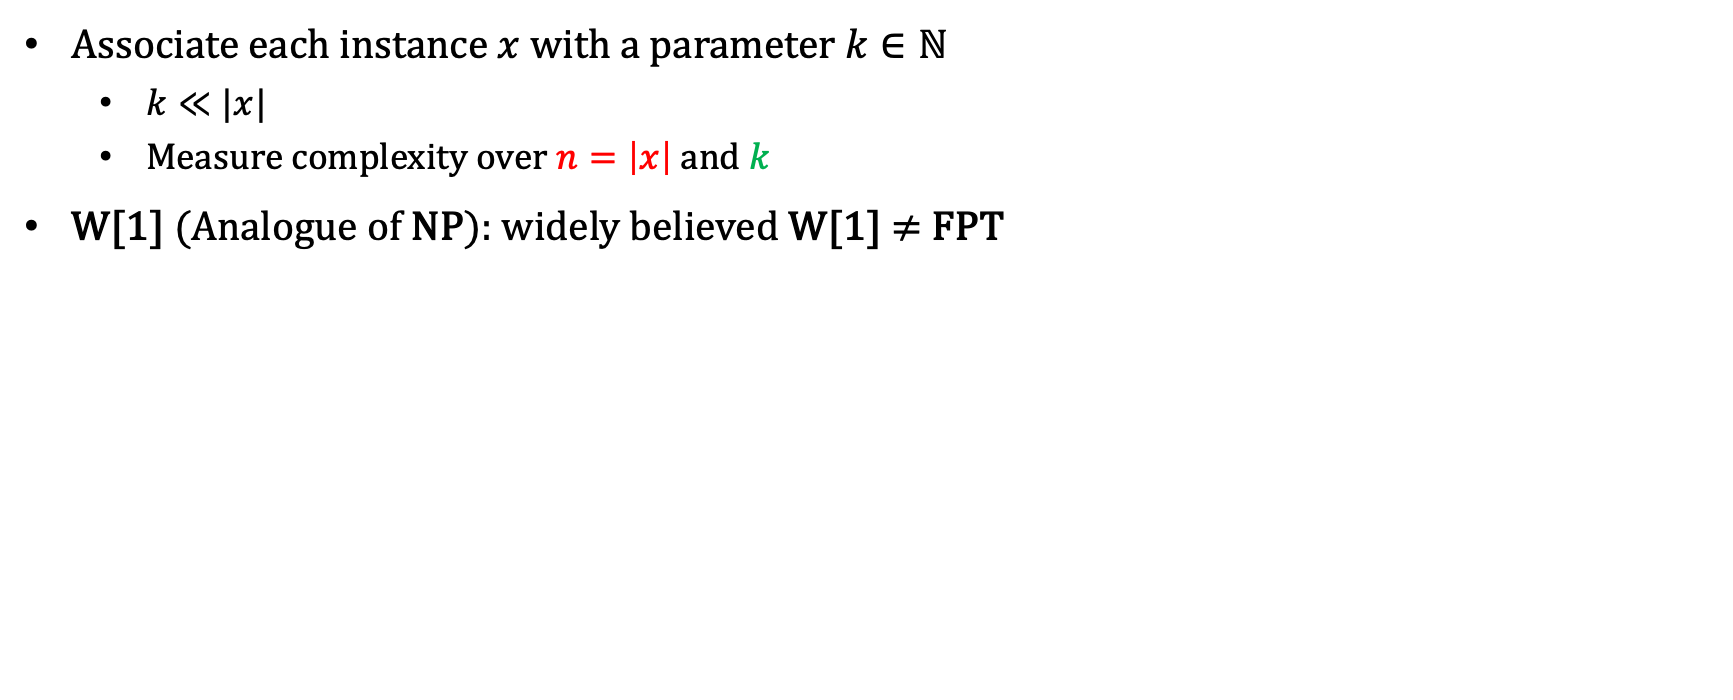 • Associate each instance x with a parameter k ∈ ℕ
• k ≪ |x|
• Measure complexity over n = |x| and k
• W[1] (Analogue of NP): widely believed W[1] ≠ FPT